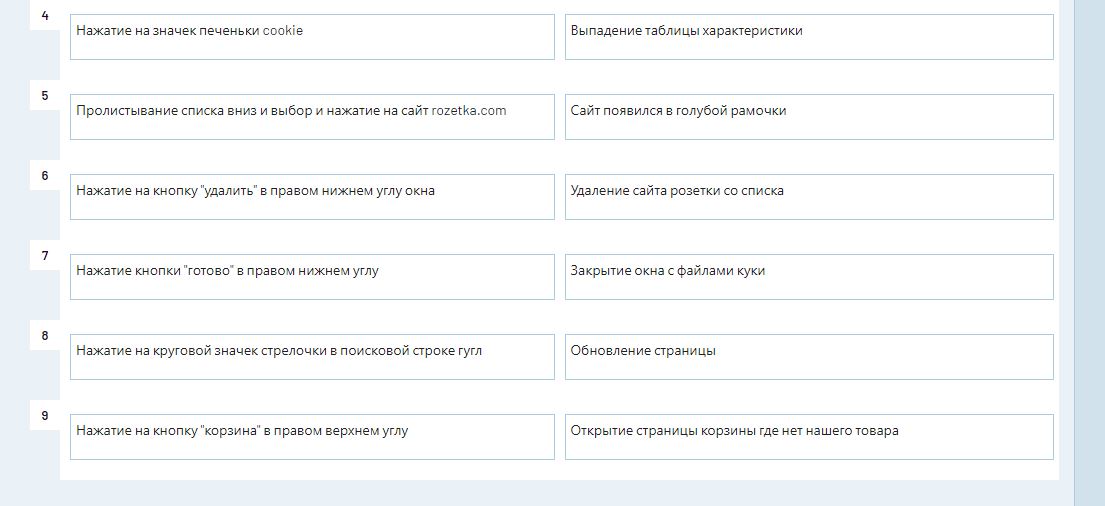 4
Нажатие на значек печеньки cookie
Выпадение таблицы характеристики
5
Пролистывание списка вниз и выбор и нажатие на сайт rozetka.com
Сайт появился в голубой рамочки
6
Нажатие на кнопку "удалить" в правом нижнем углу окна
Удаление сайта розетки со списка
7
Нажатие кнопки "готово" в правом нижнем углу
Закрытие окна с файлами куки
8
Нажатие на круговой значек стрелочки в поисковой строке гугл
Обновление страницы
9
Нажатие на кнопку "корзина" в правом верхнем углу
Открытие страницы корзины где нет нашего товара